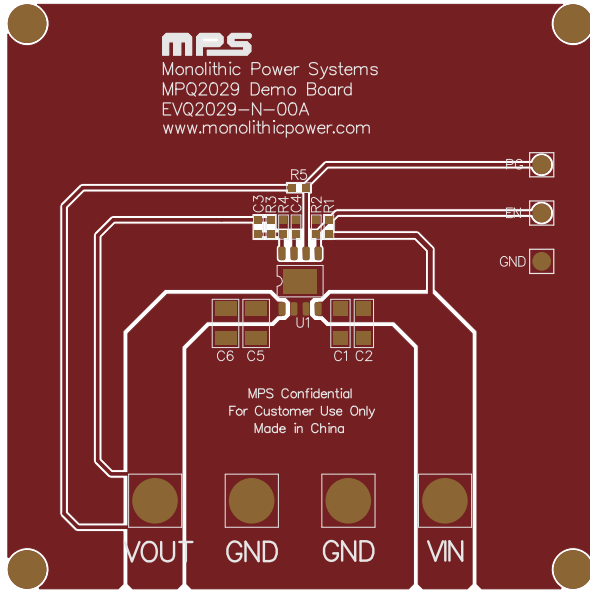 mps
Monolithic Power Systems
MPQ2029 Demo Board
EVQ2029-N-00A
www.monolithicpower.com
PG
R5
C3
R3
R4
C4
R2
R1
EN
GND
U1
C6
C5
C1
C2
MPS Confidential
For Customer Use Only
Made in China
VOUT
GND
GND
VIN